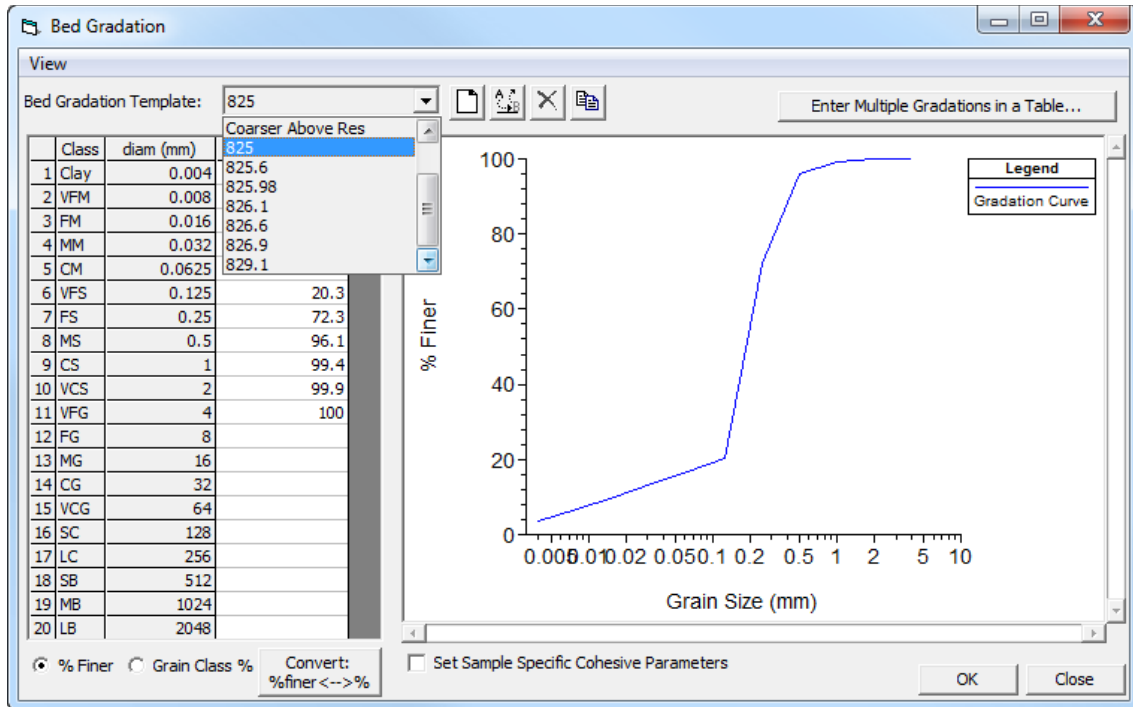 Bed Gradation
View
Bed Gradation Template: 825
Enter Multiple Gradations in a Table...
Coarser Above Res
825
825.6
825.98
826.1
826.6
826.9
829.1
Class diam (mm)
1 Clay 0.004
2 VFM 0.008
3 FM 0.016
4 MM 0.032
5 CM 0.0625
6 VFS 0.125 20.3
7 FS 0.25 72.3
8 MS 0.5 96.1
9 CS 1 99.4
10 VCS 2 99.9
11 VFG 4 100
12 FG 8
13 MG 16
14 CG 32
15 VCG 64
16 SC 128
17 LC 256
18 SB 512
19 MB 1024
20 LB 2048
% Finer
100
80
60
40
20
0
0.005 0.01 0.02 0.05 0.1 0.2 0.5 1 2 5 10
Grain Size (mm)
Legend
Gradation Curve
% Finer Grain Class %
Convert:
%finer<-->%
Set Sample Specific Cohesive Parameters
OK Close